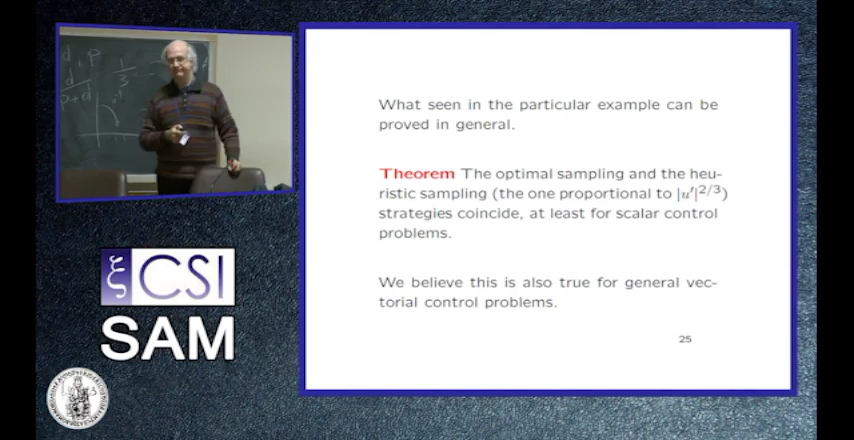 d, p
d
p+d
1
3
What seen in the particular example can be
proved in general.
Theorem The optimal sampling and the heu-
ristic sampling (the one proportional to |u′|^{2/3})
strategies coincide, at least for scalar control
problems.
We believe this is also true for general vec-
torial control problems.
25
ξCSI
SAM